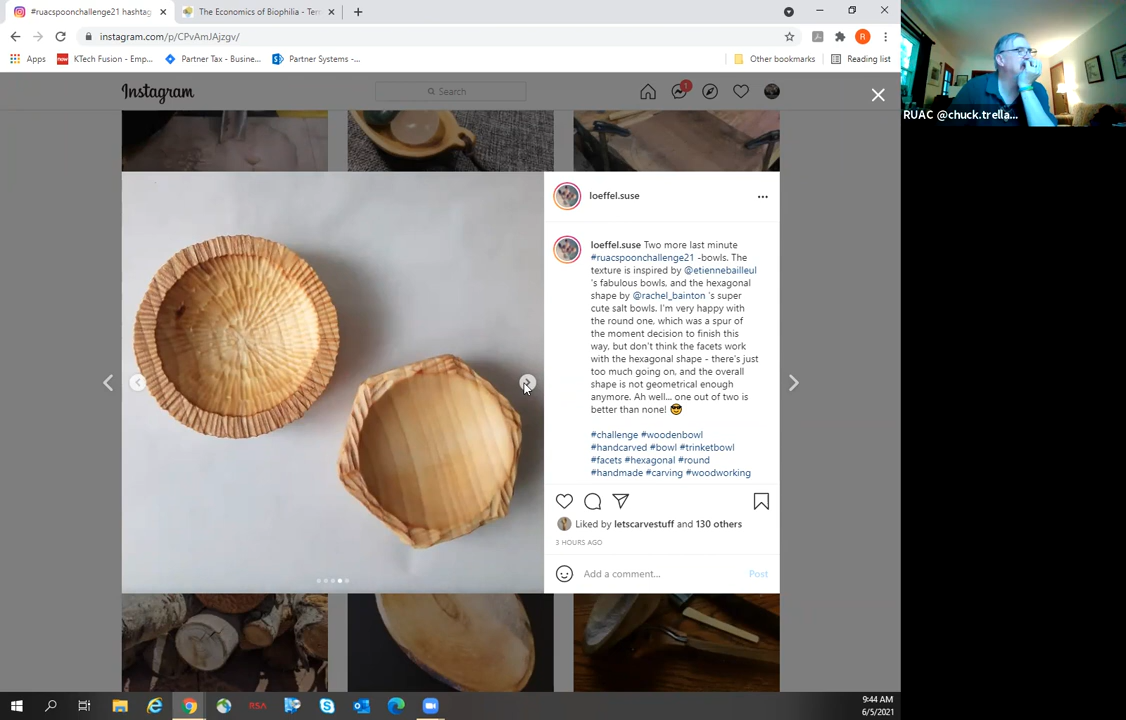 #ruacspoonchallenge21 hashtag
The Economics of Biophilia - Terr
instagram.com/p/CPvAmJAjzgv/
R
Apps
now
KTech Fusion - Emp...
Partner Tax - Busine...
Partner Systems -...
Other bookmarks
Reading list
RUAC @chuck.trella...
Instagram
Search
1
loeffel.suse
loeffel.suse Two more last minute
#ruacspoonchallenge21 -bowls. The
texture is inspired by @etiennebailleul
's fabulous bowls, and the hexagonal
shape by @rachel_bainton 's super
cute salt bowls. I'm very happy with
the round one, which was a spur of
the moment decision to finish this
way, but don't think the facets work
with the hexagonal shape - there's just
too much going on, and the overall
shape is not geometrical enough
anymore. Ah well... one out of two is
better than none! 😎
#challenge #woodenbowl
#handcarved #bowl #trinketbowl
#facets #hexagonal #round
#handmade #carving #woodworking
Liked by letscarvestuff and 130 others
3 HOURS AGO
Add a comment...
Post
RSA
9:44 AM
6/5/2021